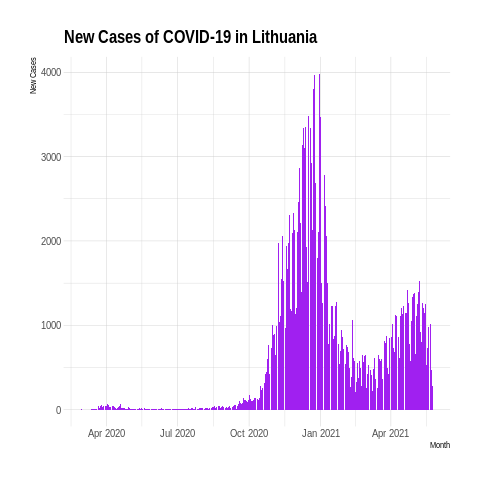 New Cases of COVID-19 in Lithuania
New Cases
4000
3000
2000
1000
0
Apr 2020 Jul 2020 Oct 2020 Jan 2021 Apr 2021
Month